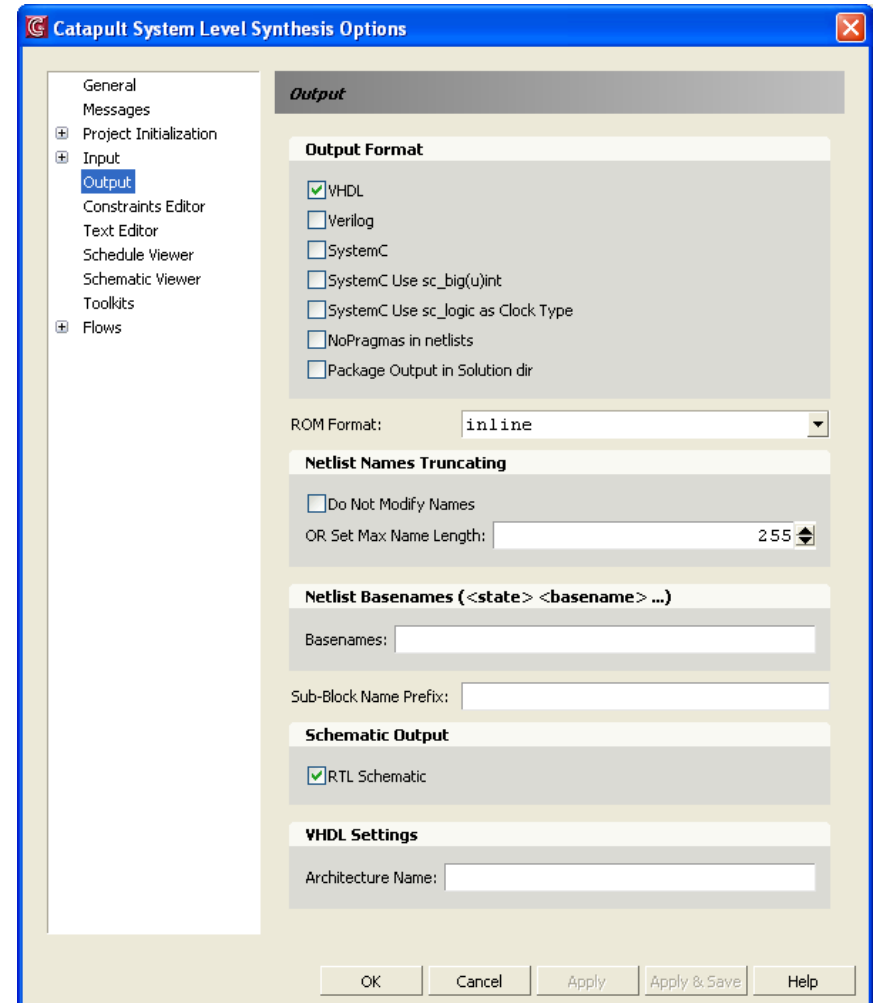 Catapult System Level Synthesis Options
General
Messages
Project Initialization
Input
Output
Constraints Editor
Text Editor
Schedule Viewer
Schematic Viewer
Toolkits
Flows
Output
Output Format
VHDL
Verilog
SystemC
SystemC Use sc_big(u)int
SystemC Use sc_logic as Clock Type
NoPragmas in netlists
Package Output in Solution dir
ROM Format: inline
Netlist Names Truncating
Do Not Modify Names
OR Set Max Name Length: 255
Netlist Basenames (<state> <basename> ...)
Basenames:
Sub-Block Name Prefix:
Schematic Output
RTL Schematic
VHDL Settings
Architecture Name:
OK Cancel Apply Apply & Save Help